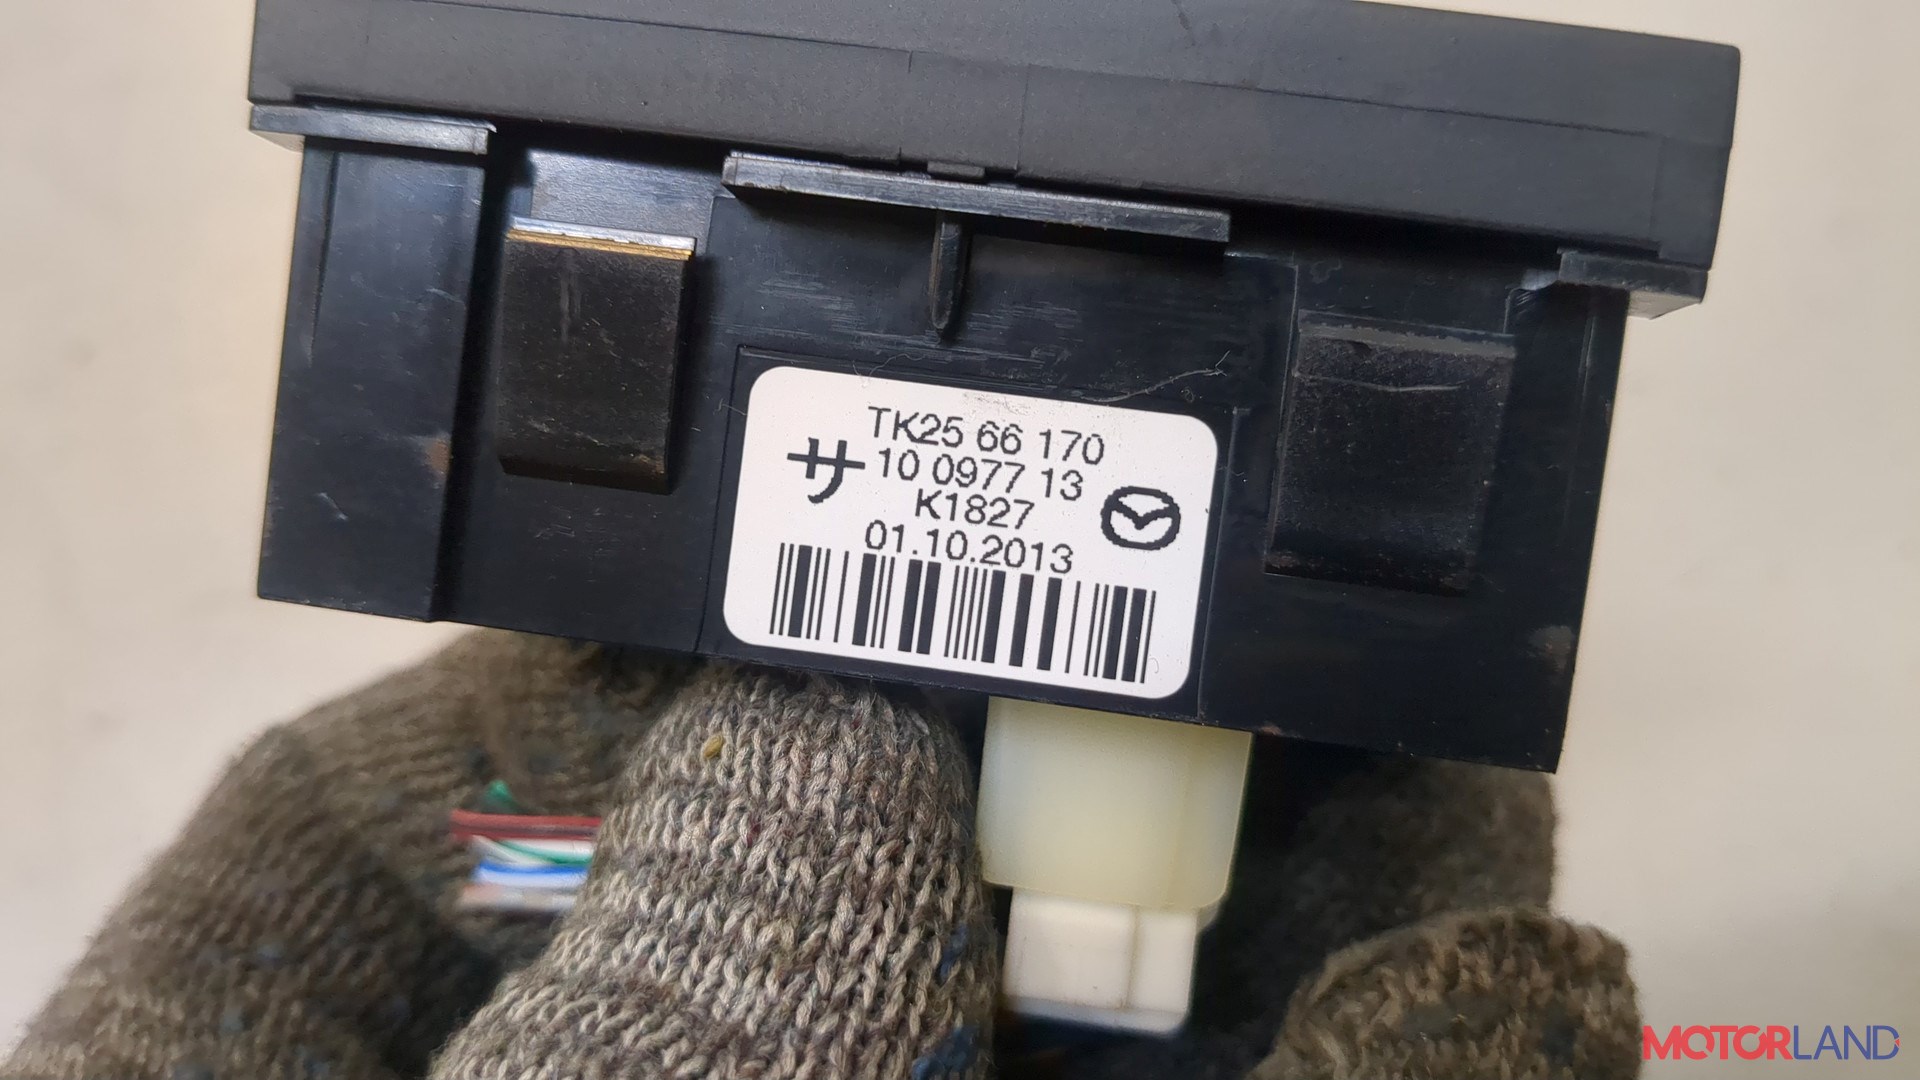 TK25 66 170
サ 10 0977 13
K1827
01.10.2013
MOTORLAND